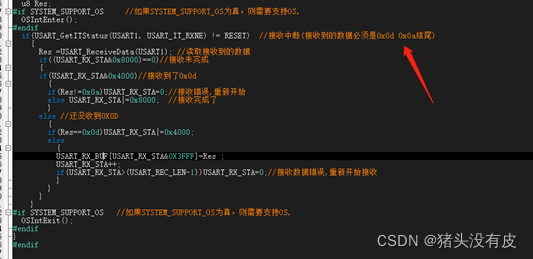 u8 Res;
#if SYSTEM_SUPPORT_OS //如果SYSTEM_SUPPORT_OS为真，则需要支持OS.
OSIntEnter();
#endif
if(USART_GetITStatus(USART1, USART_IT_RXNE) != RESET) //接收中断(接收到的数据必须是0x0d 0x0a结尾)
{
Res =USART_ReceiveData(USART1); //读取接收到的数据
if((USART_RX_STA&0x8000)==0)//接收未完成
{
if(USART_RX_STA&0x4000)//接收到了0x0d
{
if(Res!=0x0a)USART_RX_STA=0;//接收错误,重新开始
else USART_RX_STA|=0x8000; //接收完成了
}
else //还没收到0X0D
{
if(Res==0x0d)USART_RX_STA|=0x4000;
else
{
USART_RX_BUF[USART_RX_STA&0X3FFF]=Res ;
USART_RX_STA++;
if(USART_RX_STA>(USART_REC_LEN-1))USART_RX_STA=0;//接收数据错误,重新开始接收
}
}
}
}
#if SYSTEM_SUPPORT_OS //如果SYSTEM_SUPPORT_OS为真，则需要支持OS.
OSIntExit();
#endif
}
#endif
CSDN @猪头没有皮